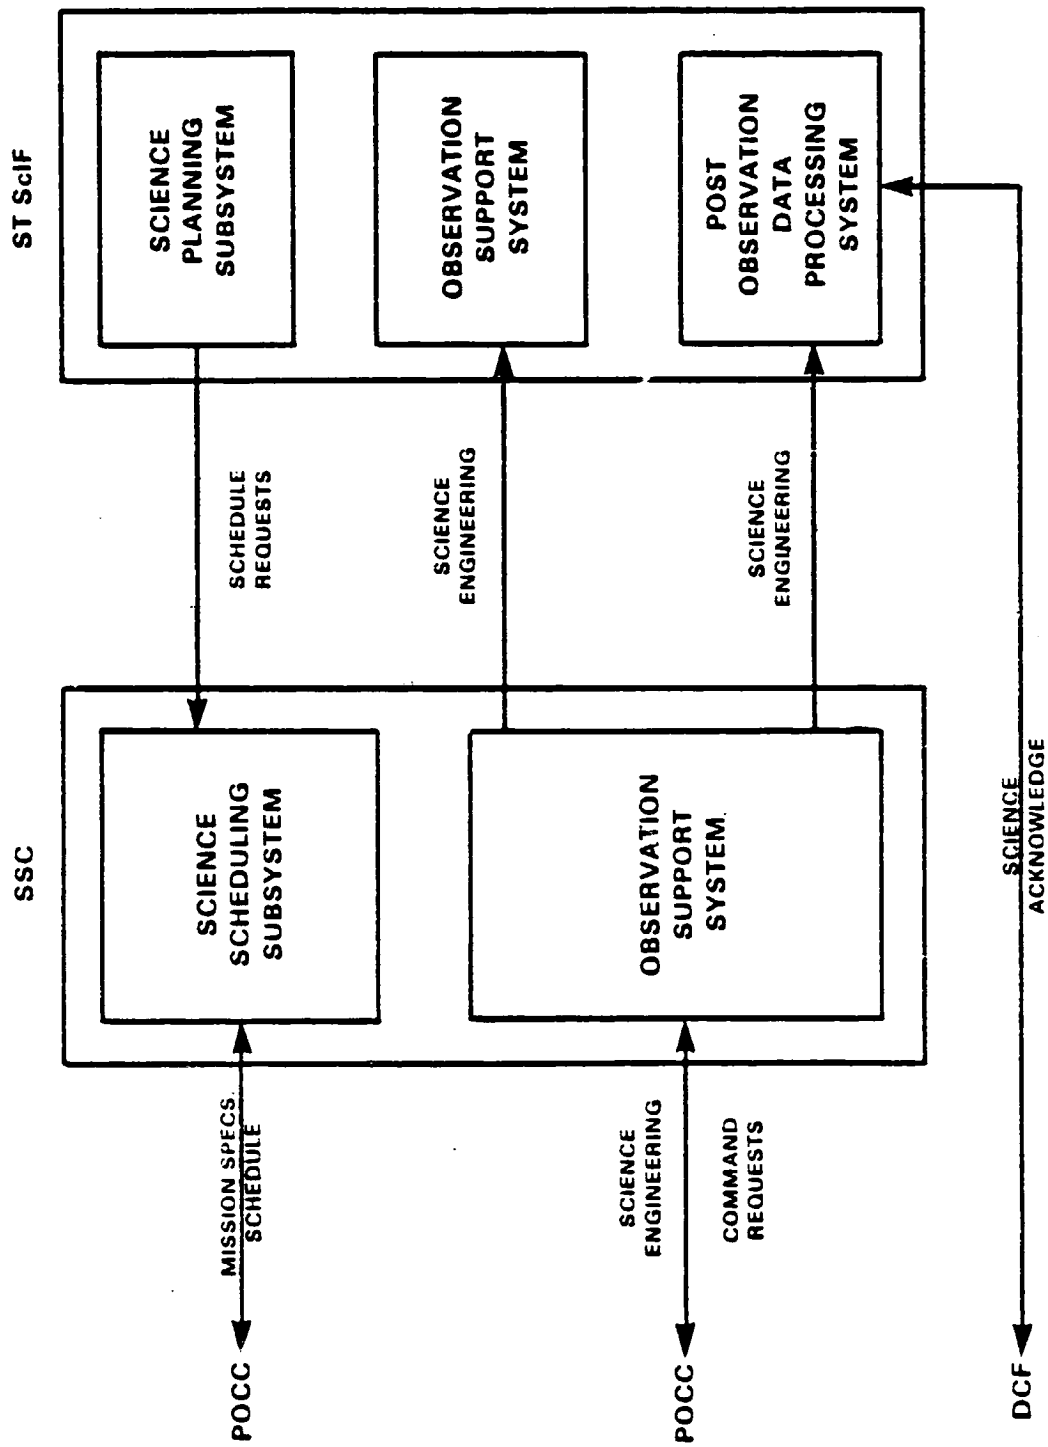 SSC
ST ScIF
POCC
MISSION SPECS
SCHEDULE
SCIENCE
SCHEDULING
SUBSYSTEM
SCHEDULE
REQUESTS
SCIENCE
PLANNING
SUBSYSTEM
SCIENCE
ENGINEERING
OBSERVATION
SUPPORT
SYSTEM
POCC
SCIENCE
ENGINEERING
COMMAND
REQUESTS
OBSERVATION
SUPPORT
SYSTEM
SCIENCE
ENGINEERING
POST
OBSERVATION
DATA
PROCESSING
SYSTEM
DCF
SCIENCE
ACKNOWLEDGE